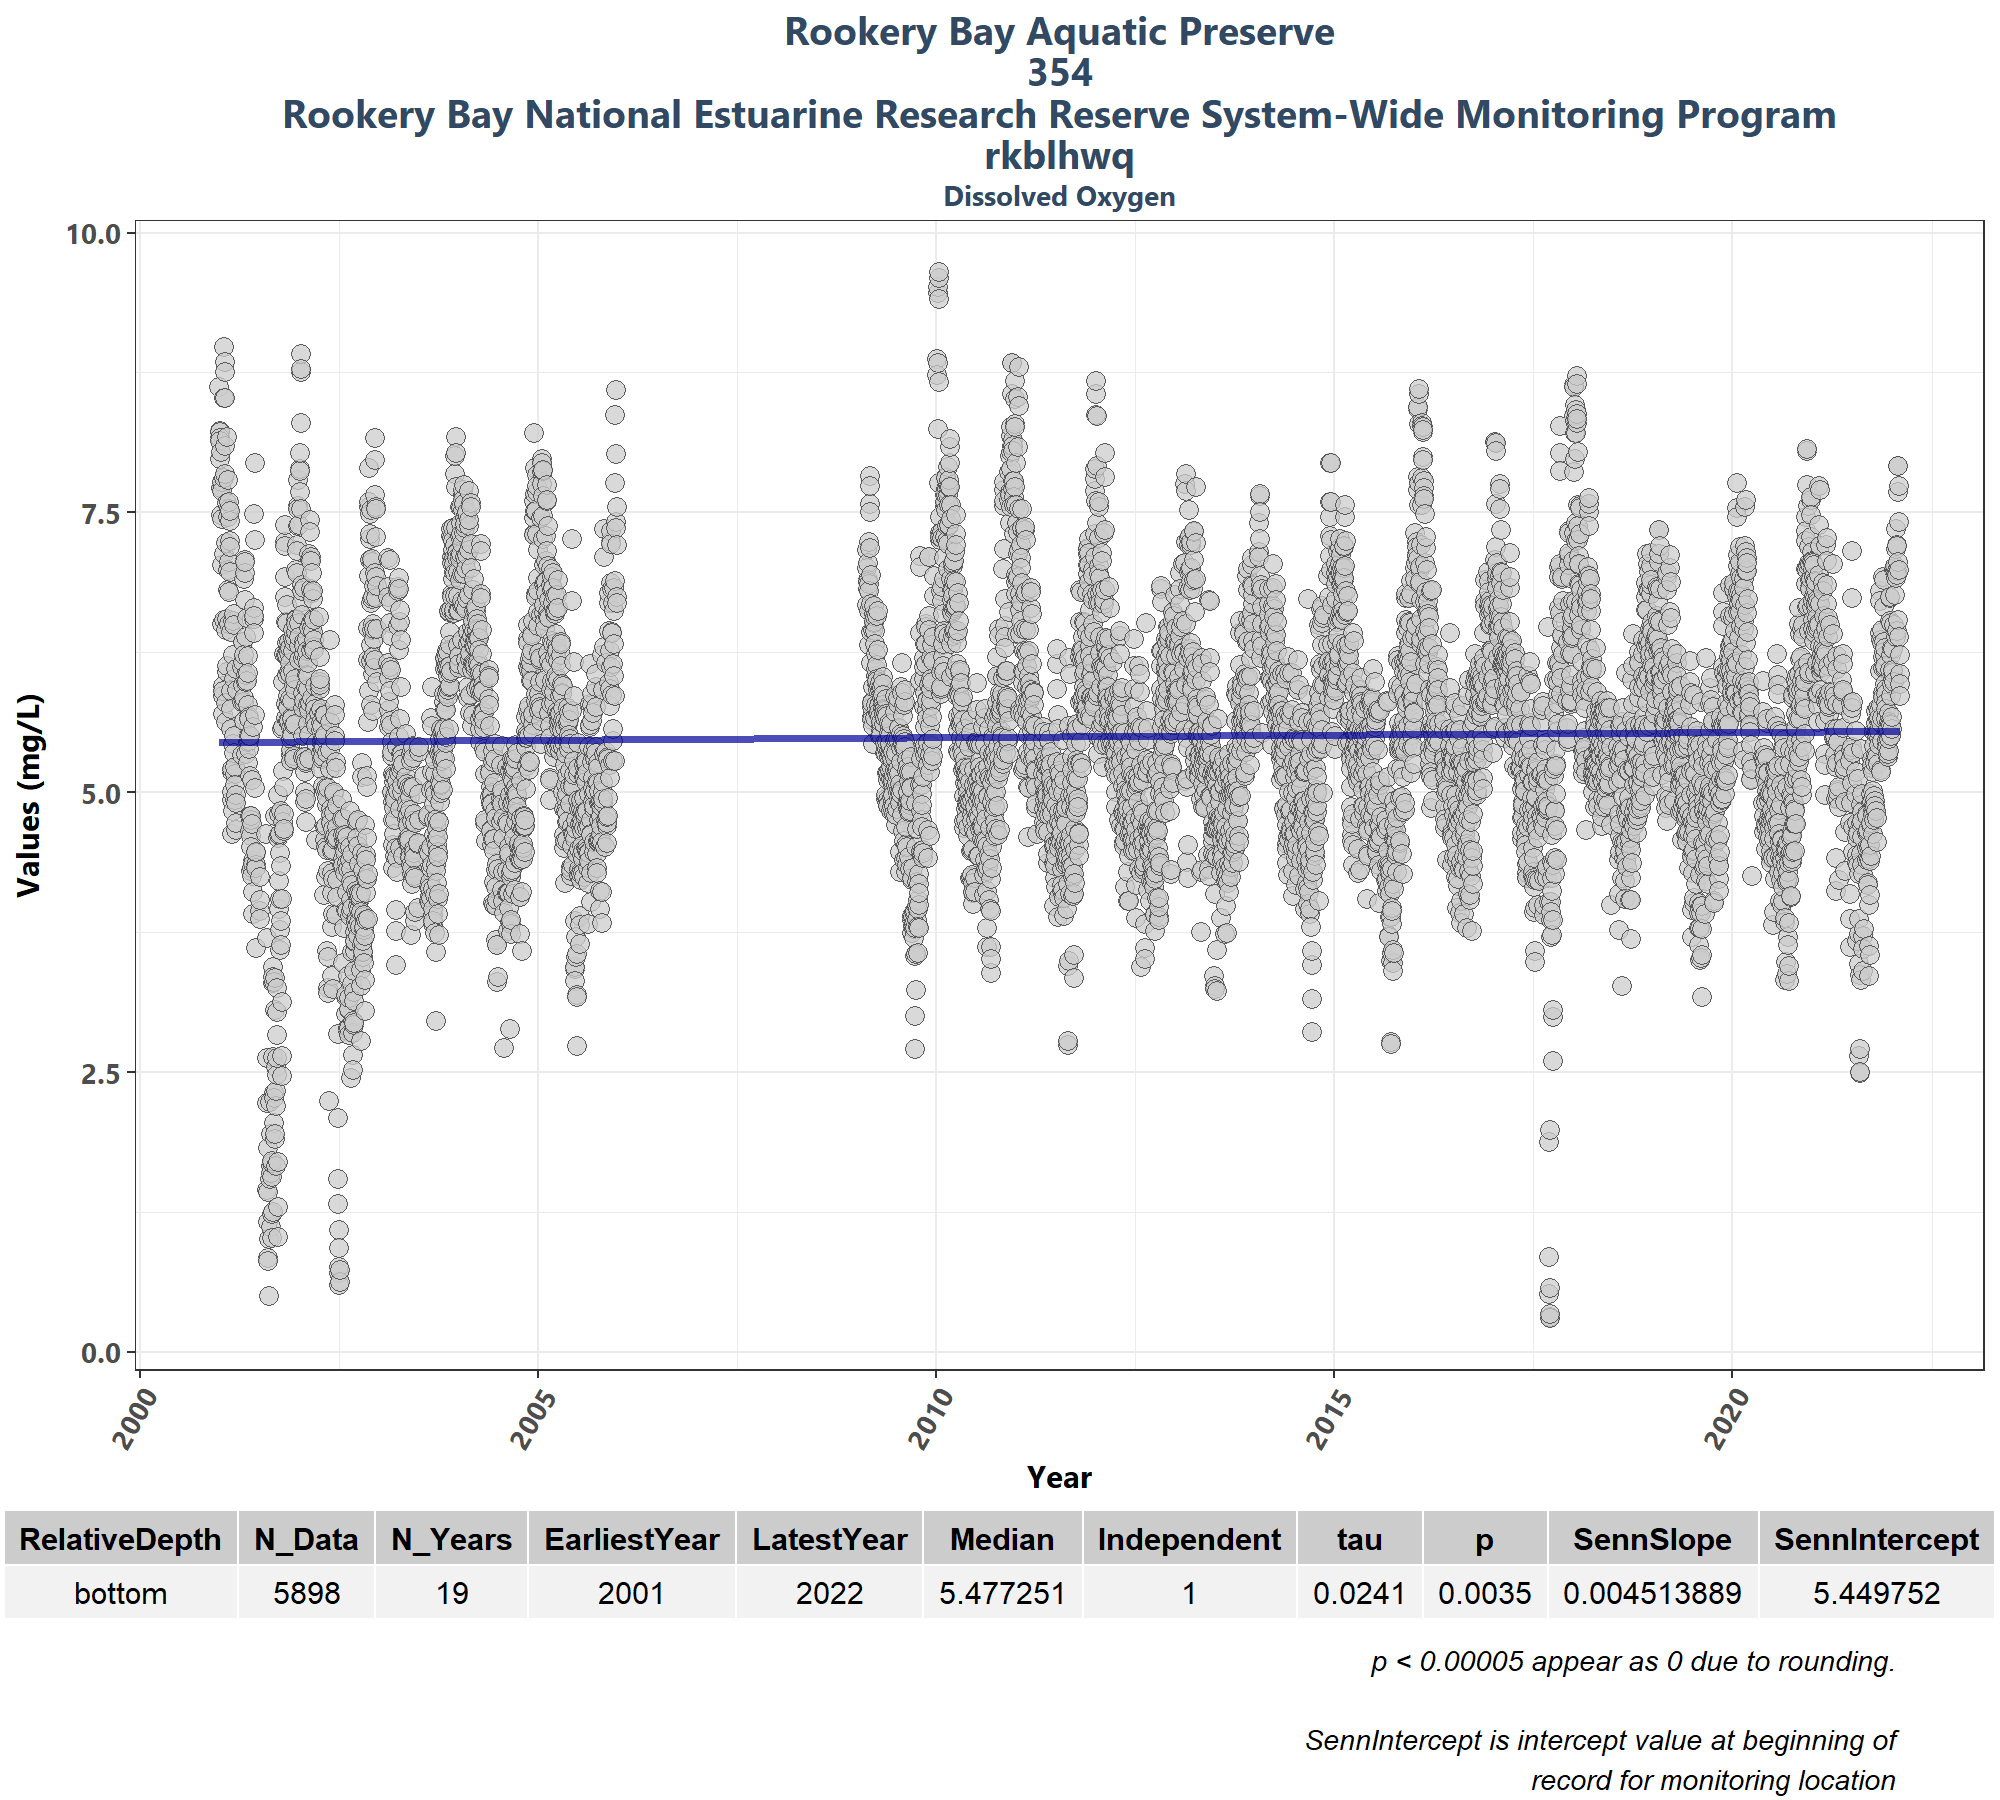 Rookery Bay Aquatic Preserve
354
Rookery Bay National Estuarine Research Reserve System-Wide Monitoring Program
rkblhwq
Dissolved Oxygen
10.0
7.5
5.0
2.5
0.0
Values (mg/L)
2000 2005 2010 2015 2020
Year
RelativeDepth N_Data N_Years EarliestYear LatestYear Median Independent tau p SennSlope SennIntercept
bottom 5898 19 2001 2022 5.477251 1 0.0241 0.0035 0.004513889 5.449752
p < 0.00005 appear as 0 due to rounding.
SennIntercept is intercept value at beginning of
record for monitoring location